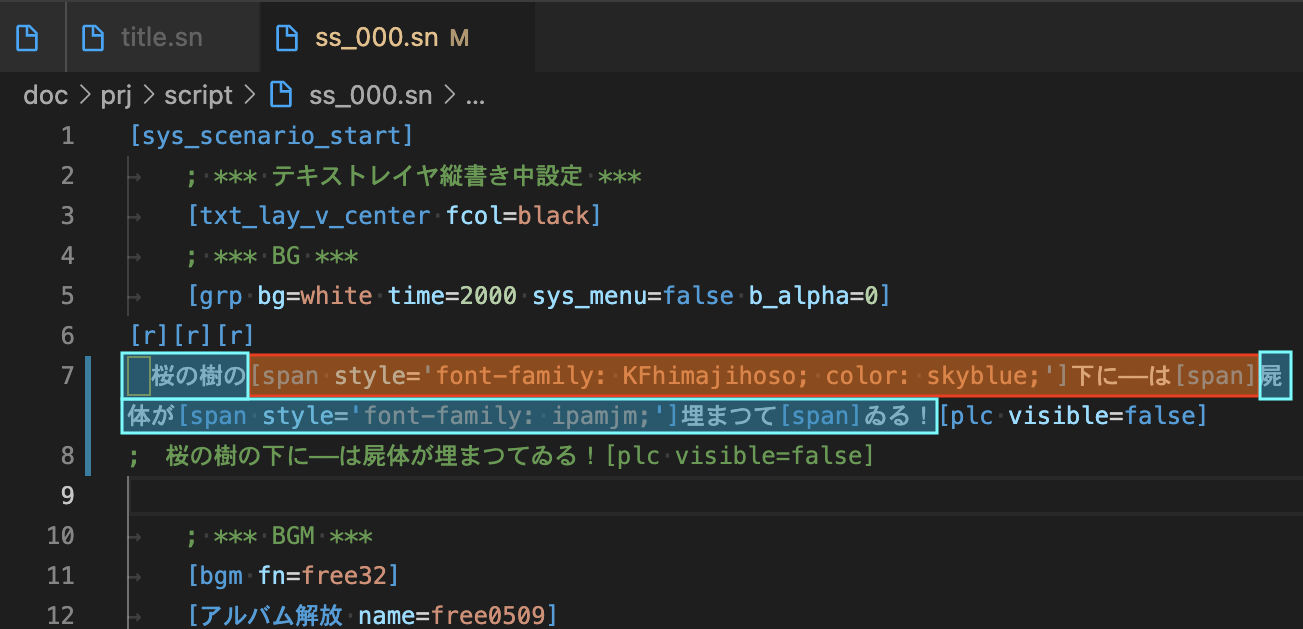 title.sn ss_000.sn M
doc > prj > script > ss_000.sn > ...
1 [sys_scenario_start]
2 ; *** テキストレイヤ縦書き中設定 ***
3 [txt_lay_v_center fcol=black]
4 ; *** BG ***
5 [grp bg=white time=2000 sys_menu=false b_alpha=0]
6 [r][r][r]
7 　桜の樹の[span style='font-family: KFhimajihoso; color: skyblue;']下に――は[span]屍
体が[span style='font-family: ipamjm;']埋まつて[span]ゐる！[plc visible=false]
8 ;　桜の樹の下に――は屍体が埋まつてゐる！[plc visible=false]
9
10 ; *** BGM ***
11 [bgm fn=free32]
12 [アルバム解放 name=free0509]